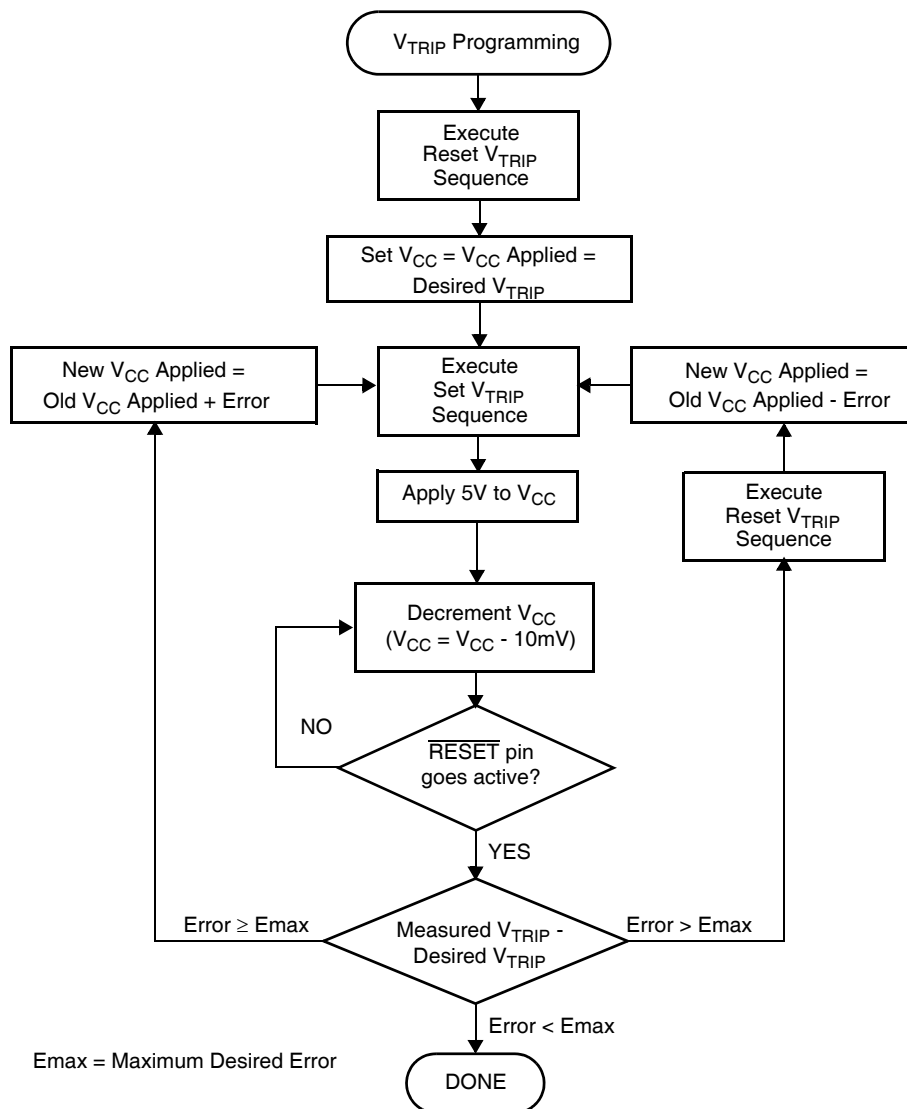 V_TRIP Programming
Execute
Reset V_TRIP
Sequence
Set V_CC = V_CC Applied =
Desired V_TRIP
New V_CC Applied =
Old V_CC Applied + Error
Execute
Set V_TRIP
Sequence
New V_CC Applied =
Old V_CC Applied - Error
Apply 5V to V_CC
Execute
Reset V_TRIP
Sequence
Decrement V_CC
(V_CC = V_CC - 10mV)
NO
R̅E̅S̅E̅T̅ pin
goes active?
YES
Error ≥ Emax
Measured V_TRIP -
Desired V_TRIP
Error > Emax
Error < Emax
Emax = Maximum Desired Error
DONE